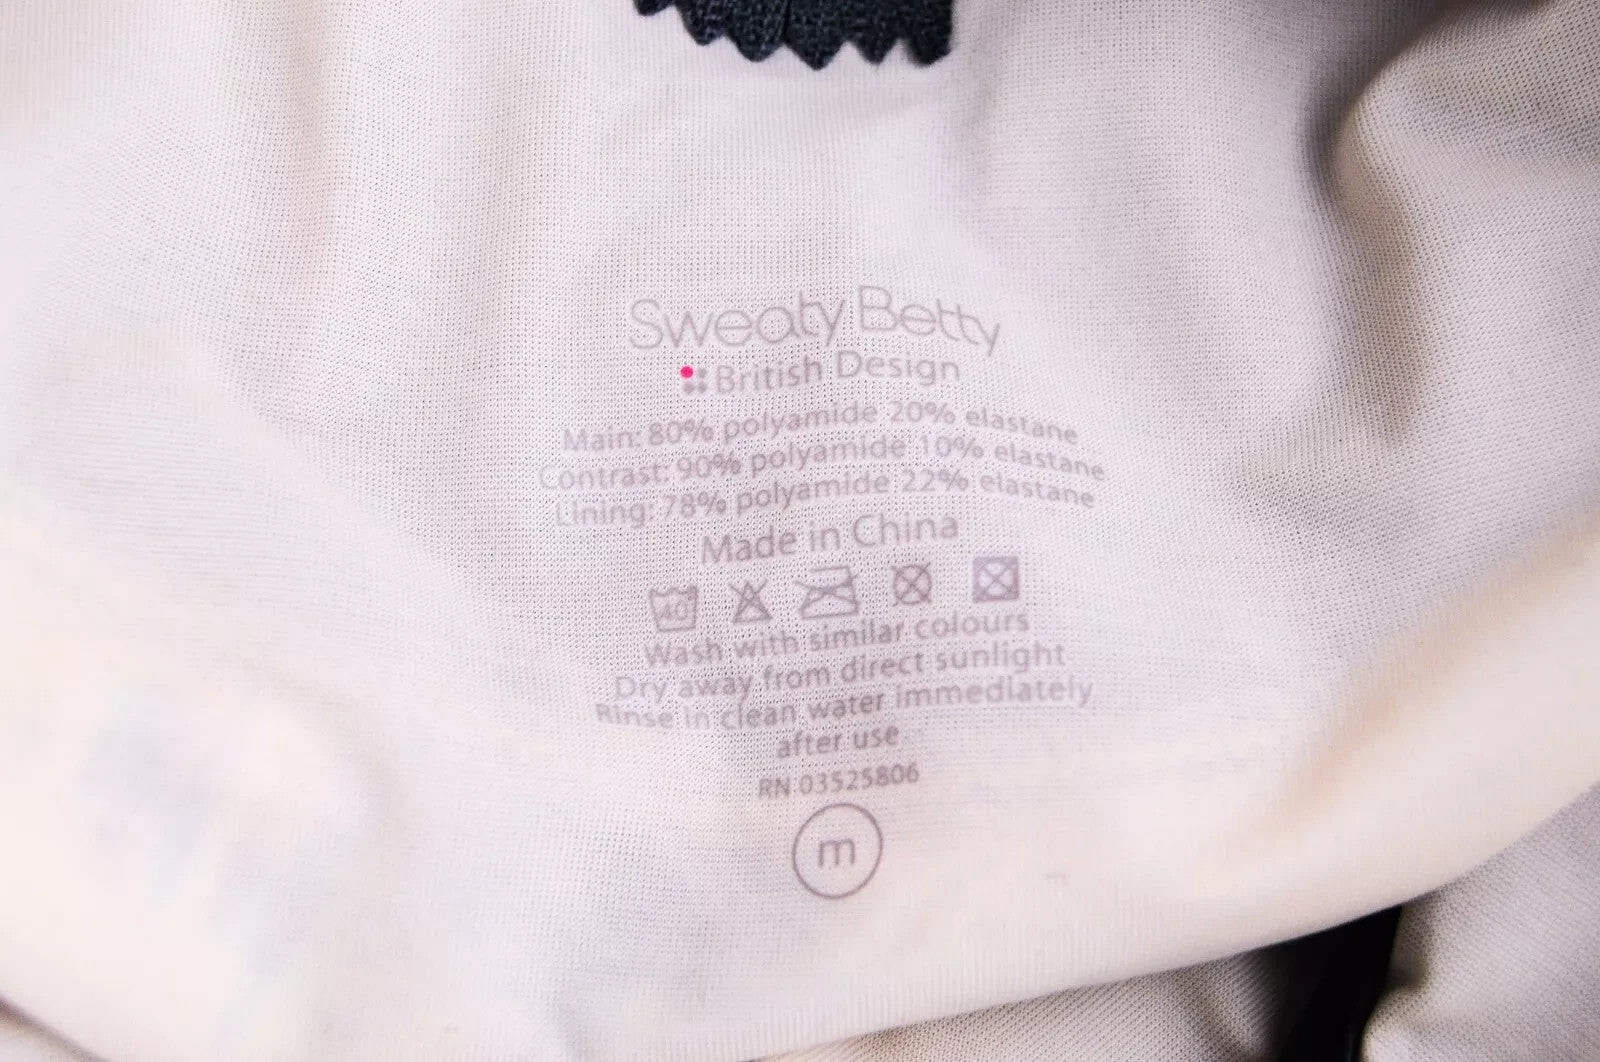 Sweaty Betty
British Design
Main: 80% polyamide 20% elastane
Contrast: 90% polyamide 10% elastane
Lining: 78% polyamide 22% elastane
Made in China
40
Wash with similar colours
Dry away from direct sunlight
Rinse in clean water immediately
after use
RN 03525806
m